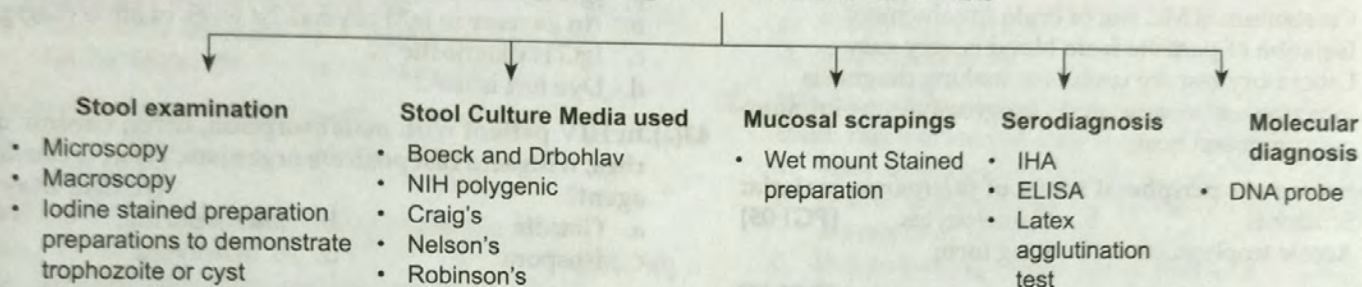 Stool examination
• Microscopy
• Macroscopy
• Iodine stained preparation
preparations to demonstrate
trophozoite or cyst
Stool Culture Media used
• Boeck and Drbohlav
• NIH polygenic
• Craig's
• Nelson's
• Robinson's
Mucosal scrapings
• Wet mount Stained
preparation
Serodiagnosis
• IHA
• ELISA
• Latex
agglutination
test
Molecular
diagnosis
• DNA probe